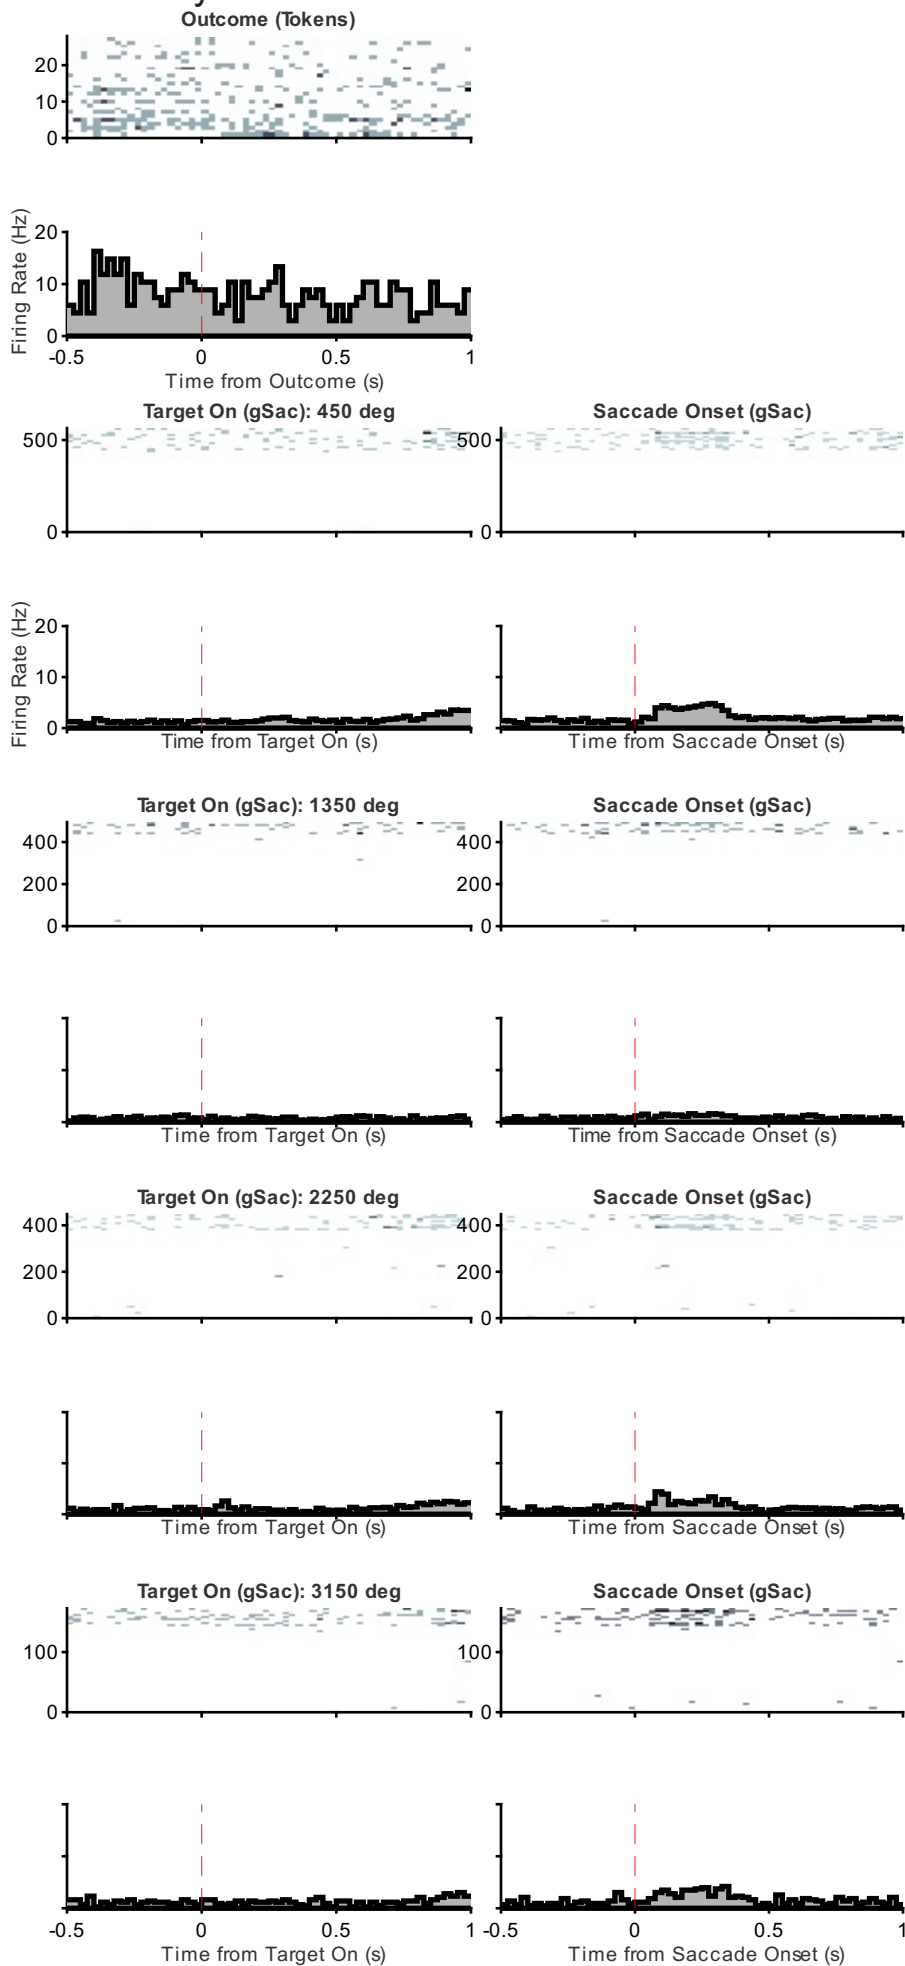 Outcome (Tokens)
20
10
0
Firing Rate (Hz)
20
10
0
-0.5 0 0.5 1
Time from Outcome (s)
Target On (gSac): 450 deg Saccade Onset (gSac)
500 500
0 0
Firing Rate (Hz)
20
10
0
Time from Target On (s) Time from Saccade Onset (s)
Target On (gSac): 1350 deg Saccade Onset (gSac)
400 400
200 200
0 0
Time from Target On (s) Time from Saccade Onset (s)
Target On (gSac): 2250 deg Saccade Onset (gSac)
400 400
200 200
0 0
Time from Target On (s) Time from Saccade Onset (s)
Target On (gSac): 3150 deg Saccade Onset (gSac)
100 100
0 0
-0.5 0 0.5 1 -0.5 0 0.5 1
Time from Target On (s) Time from Saccade Onset (s)